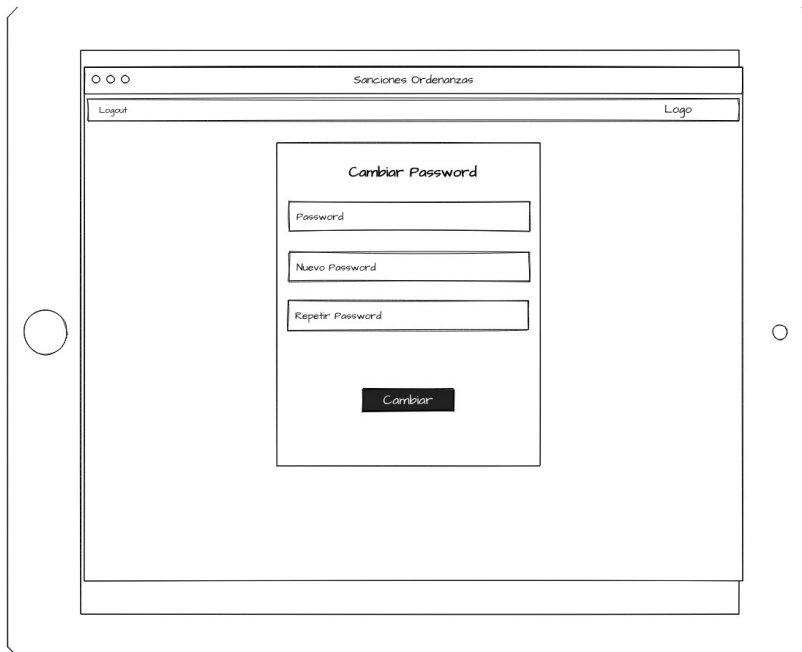 Sanciones Ordenanzas
Logout
Logo
Cambiar Password
Password
Nuevo Password
Repetir Password
Cambiar